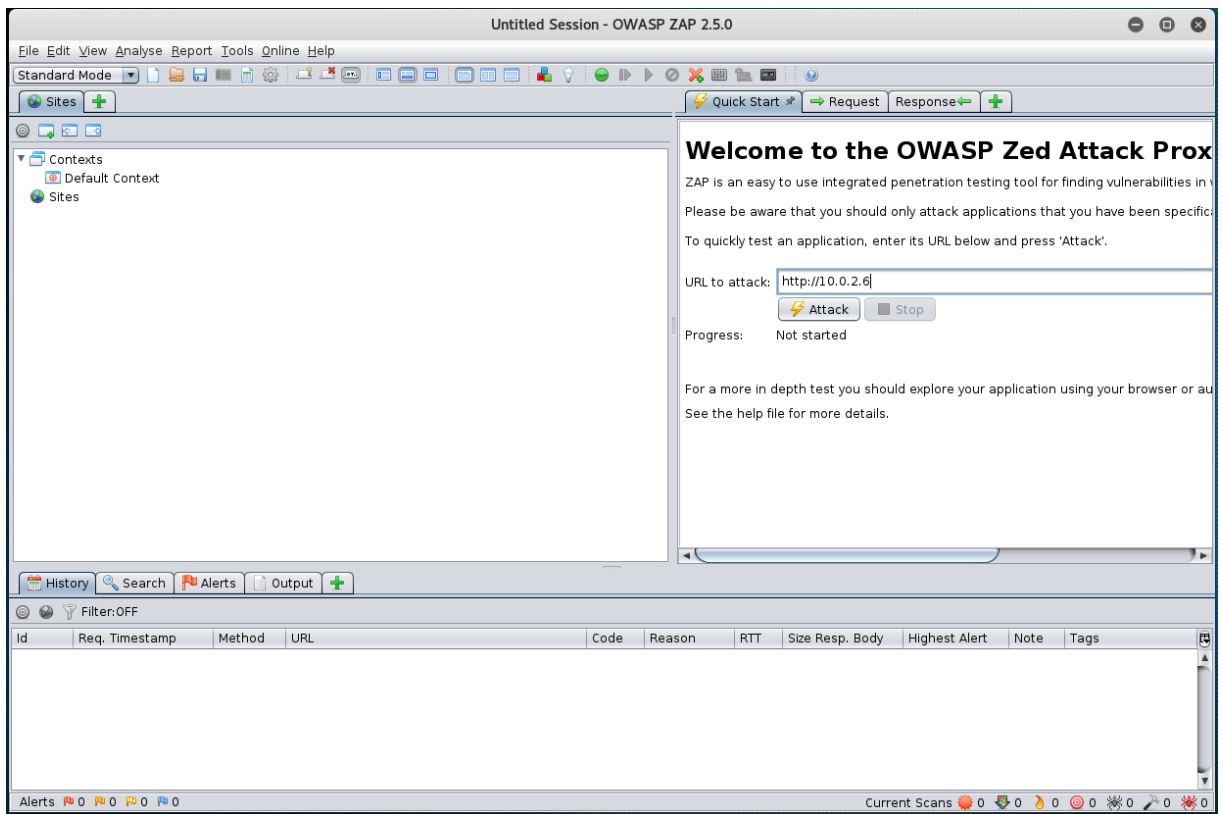 Untitled Session - OWASP ZAP 2.5.0
File Edit View Analyse Report Tools Online Help
Standard Mode
Sites
Quick Start
Request
Response
Contexts
Default Context
Sites
Welcome to the OWASP Zed Attack Prox
ZAP is an easy to use integrated penetration testing tool for finding vulnerabilities in
Please be aware that you should only attack applications that you have been specific
To quickly test an application, enter its URL below and press 'Attack'.
URL to attack: http://10.0.2.6
Attack Stop
Progress: Not started
For a more in depth test you should explore your application using your browser or au
See the help file for more details.
History Search Alerts Output
Filter:OFF
Id Req. Timestamp Method URL Code Reason RTT Size Resp. Body Highest Alert Note Tags
Alerts 0 0 0 0 Current Scans 0 0 0 0 0 0 0